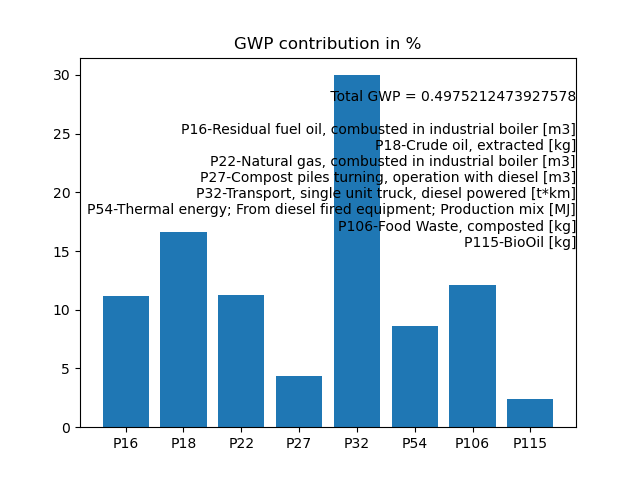 GWP contribution in %
30
25
20
15
10
5
0
Total GWP = 0.4975212473927578
P16-Residual fuel oil, combusted in industrial boiler [m3]
P18-Crude oil, extracted [kg]
P22-Natural gas, combusted in industrial boiler [m3]
P27-Compost piles turning, operation with diesel [m3]
P32-Transport, single unit truck, diesel powered [t*km]
P54-Thermal energy; From diesel fired equipment; Production mix [MJ]
P106-Food Waste, composted [kg]
P115-BioOil [kg]
P16 P18 P22 P27 P32 P54 P106 P115